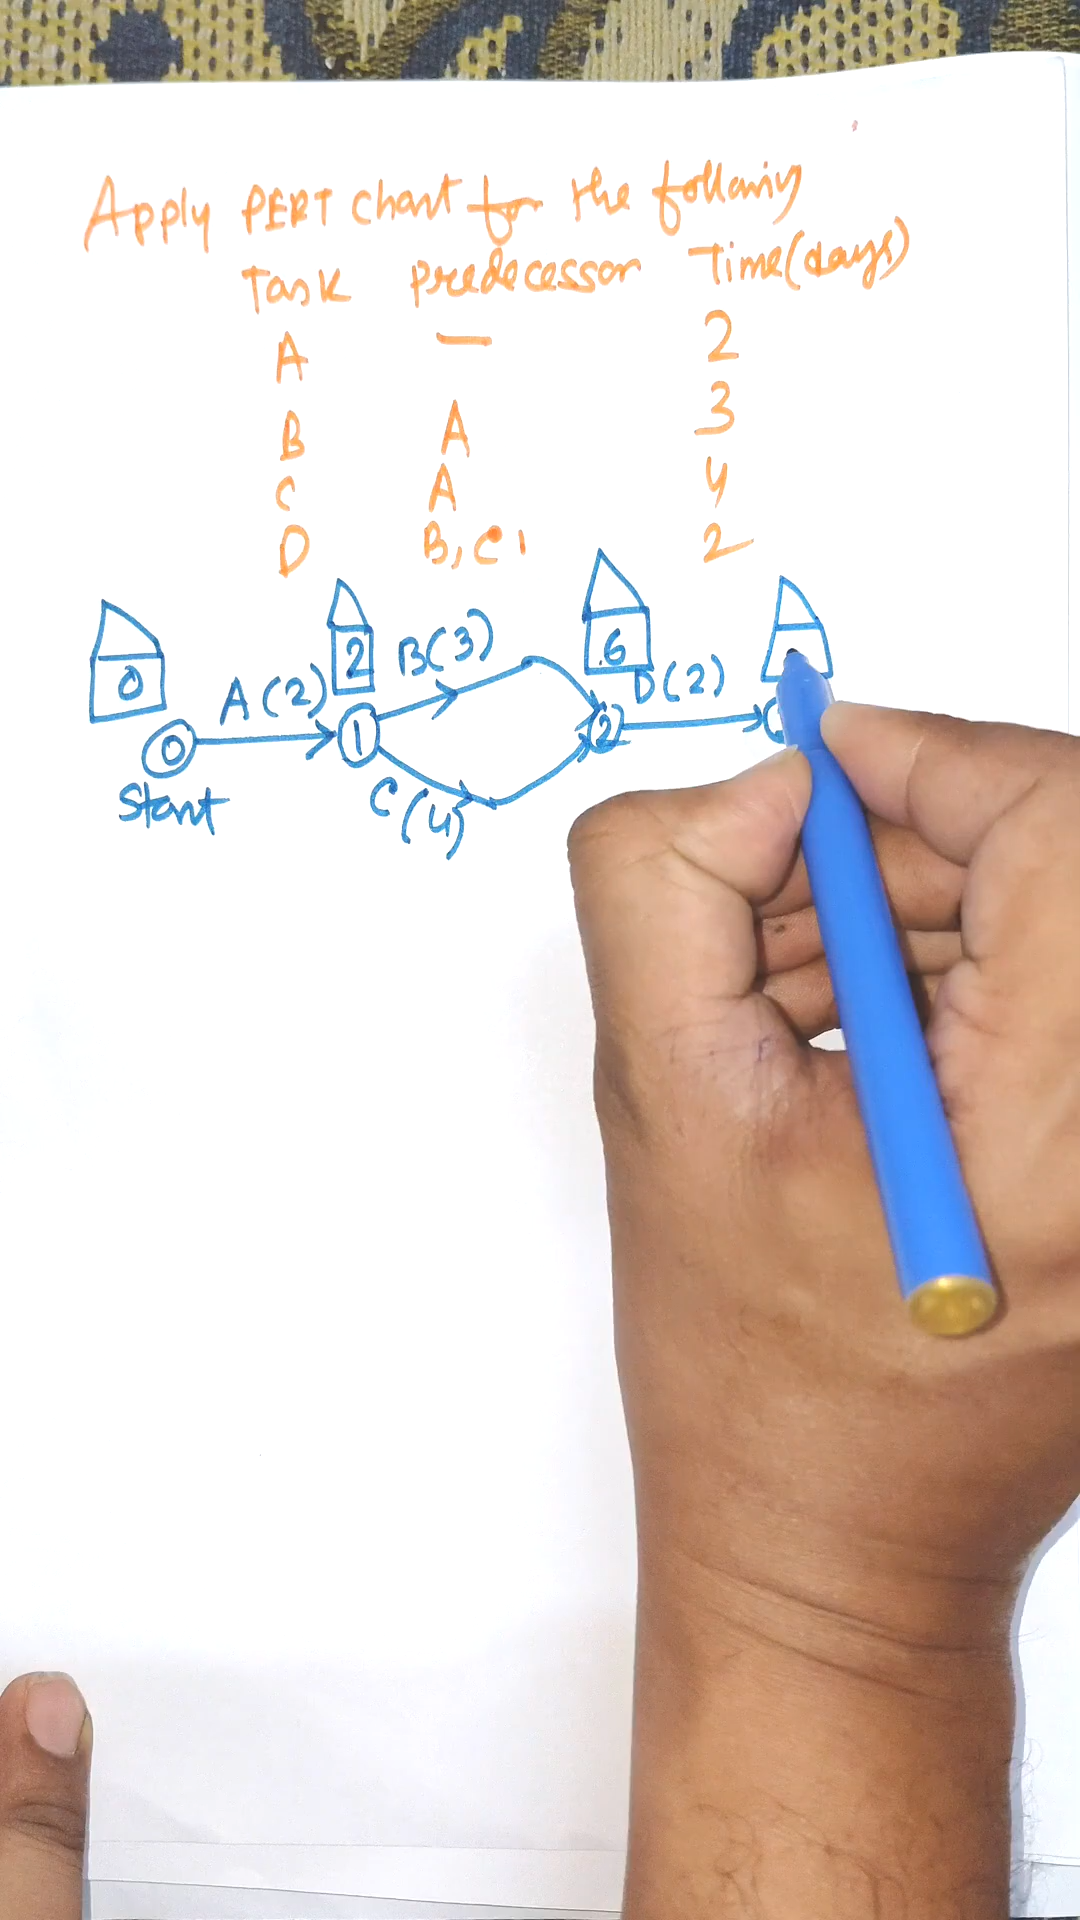 Apply PERT chart for the following
Task Predecessor Time(days)
A — 2
B A 3
C A 4
D B, C 2
0 2 6
A(2) B(3) D(2)
0 1 2
Start C(4)